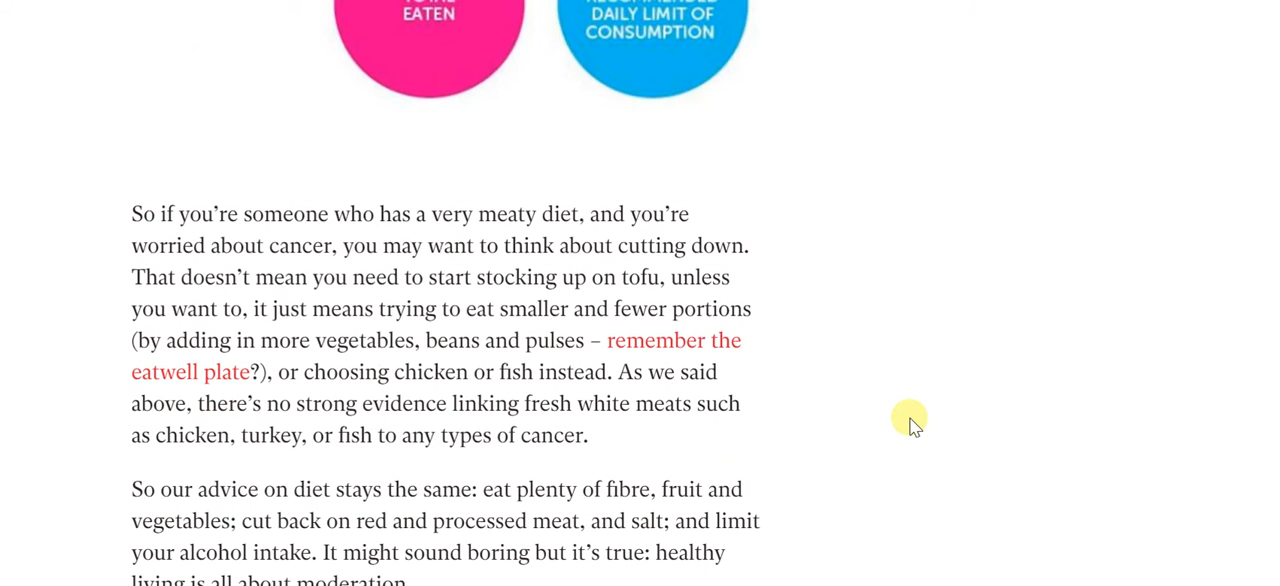 EATEN
DAILY LIMIT OF
CONSUMPTION
So if you’re someone who has a very meaty diet, and you’re
worried about cancer, you may want to think about cutting down.
That doesn’t mean you need to start stocking up on tofu, unless
you want to, it just means trying to eat smaller and fewer portions
(by adding in more vegetables, beans and pulses – remember the
eatwell plate?), or choosing chicken or fish instead. As we said
above, there’s no strong evidence linking fresh white meats such
as chicken, turkey, or fish to any types of cancer.
So our advice on diet stays the same: eat plenty of fibre, fruit and
vegetables; cut back on red and processed meat, and salt; and limit
your alcohol intake. It might sound boring but it’s true: healthy
living is all about moderation